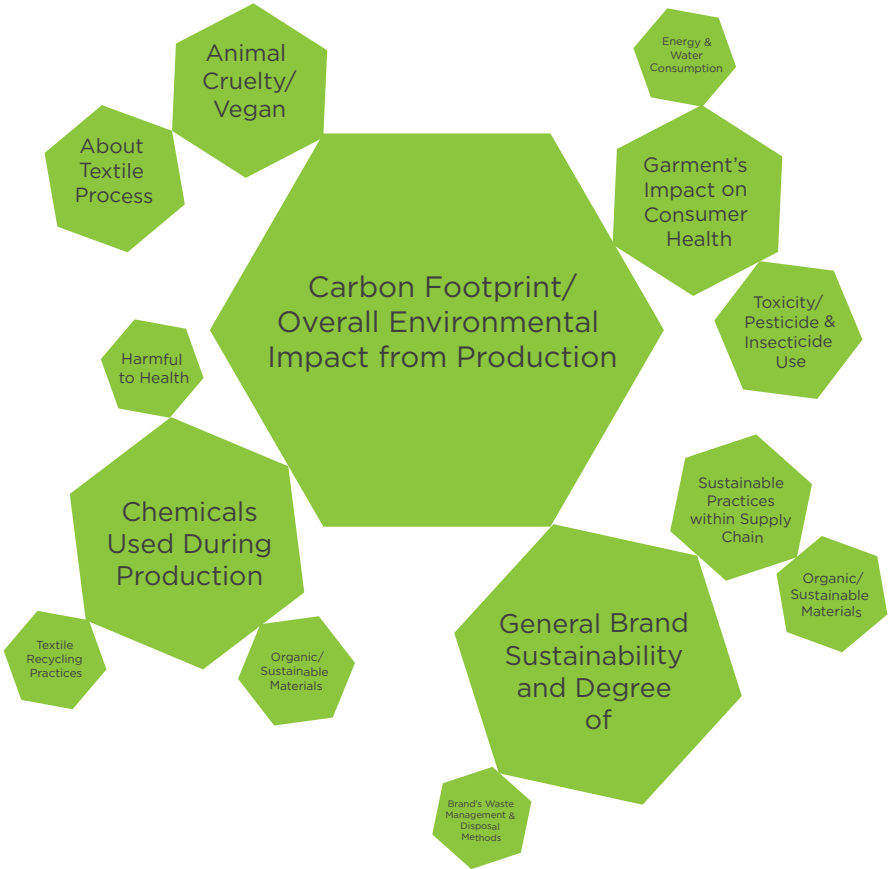 Animal
Cruelty/
Vegan
Energy &
Water
Consumption
About
Textile
Process
Garment's
Impact on
Consumer
Health
Carbon Footprint/
Overall Environmental
Impact from Production
Toxicity/
Pesticide &
Insecticide
Use
Harmful
to Health
Chemicals
Used During
Production
Sustainable
Practices
within Supply
Chain
Organic/
Sustainable
Materials
General Brand
Sustainability
and Degree
of
Textile
Recycling
Practices
Organic/
Sustainable
Materials
Brand's Waste
Management &
Disposal
Methods